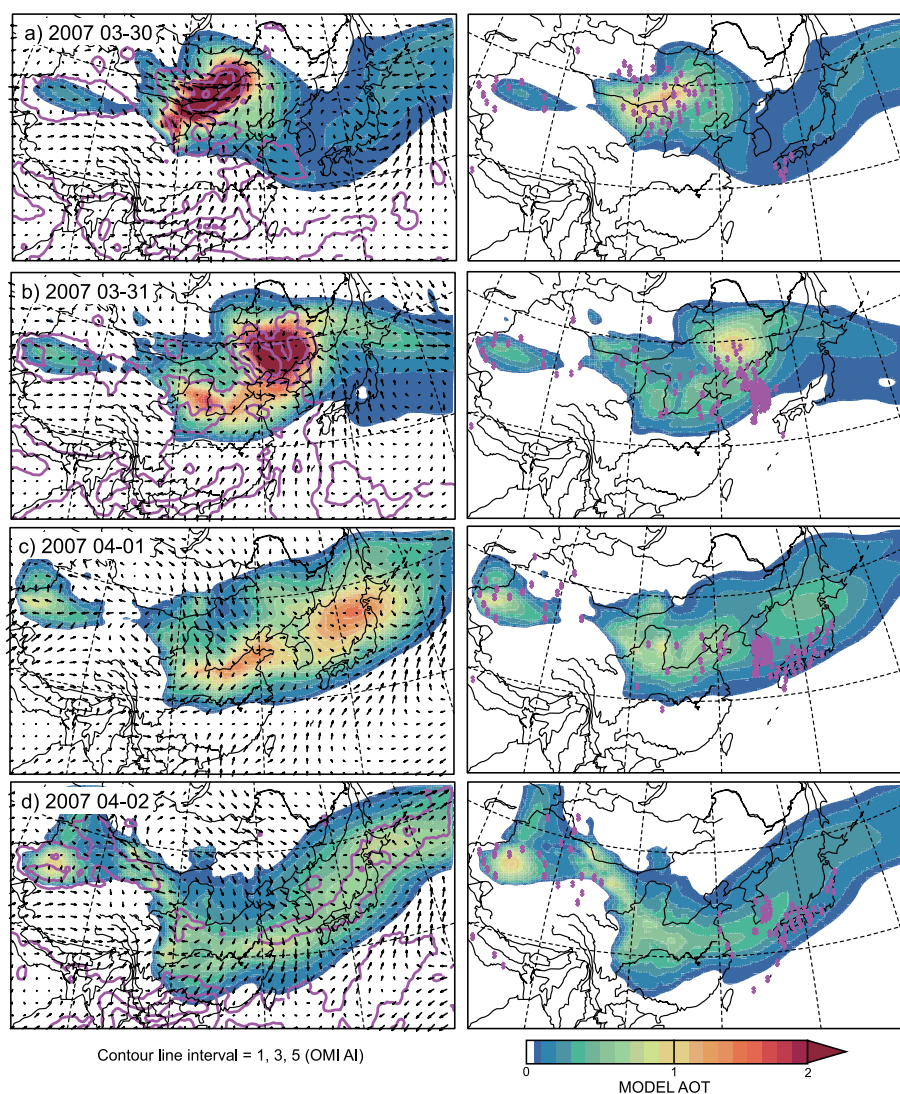 a) 2007 03-30
b) 2007 03-31
c) 2007 04-01
d) 2007 04-02
Contour line interval = 1, 3, 5 (OMI AI)
0 1 2
MODEL AOT